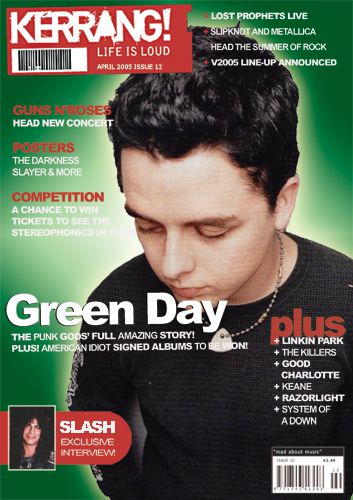 KERRANG!
LIFE IS LOUD
APRIL 2005 ISSUE 12
+ LOST PROPHETS LIVE
+ SLIPKNOT AND METALLICA
HEAD THE SUMMER OF ROCK
+ V2005 LINE-UP ANNOUNCED
GUNS N'ROSES
HEAD NEW CONCERT
POSTERS
THE DARKNESS
SLAYER & MORE
COMPETITION
A CHANCE TO WIN
TICKETS TO SEE THE
STEREOPHONICS IN
Green Day
THE PUNK GODS' FULL AMAZING STORY!
PLUS! AMERICAN IDIOT SIGNED ALBUMS TO BE WON!
plus
+ LINKIN PARK
+ THE KILLERS
+ GOOD
CHARLOTTE
+ KEANE
+ RAZORLIGHT
+ SYSTEM OF
A DOWN
SLASH
EXCLUSIVE
INTERVIEW!
"mad about music"
ISSUE 12
£3.49
12